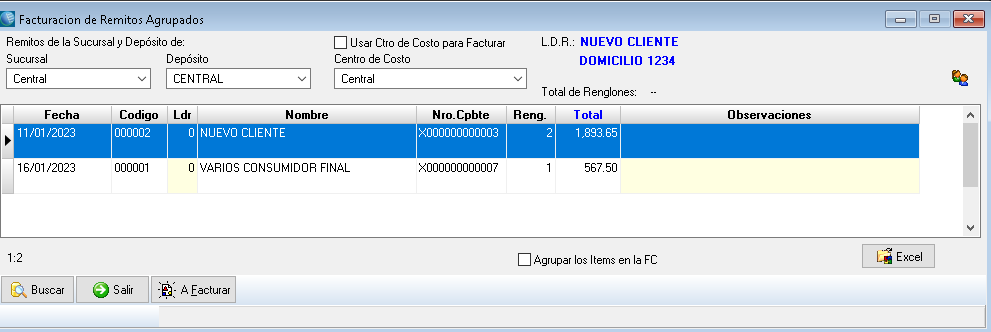 Facturacion de Remitos Agrupados
Remitos de la Sucursal y Depósito de:
Usar Ctro de Costo para Facturar
L.D.R.: NUEVO CLIENTE
Sucursal Depósito Centro de Costo
DOMICILIO 1234
Central CENTRAL Central
Total de Renglones: --
Fecha Codigo Ldr Nombre Nro.Cpbte Reng. Total Observaciones
11/01/2023 000002 0 NUEVO CLIENTE X000000000003 2 1,893.65
16/01/2023 000001 0 VARIOS CONSUMIDOR FINAL X000000000007 1 567.50
1:2
Agrupar los Items en la FC
Excel
Buscar Salir A Facturar